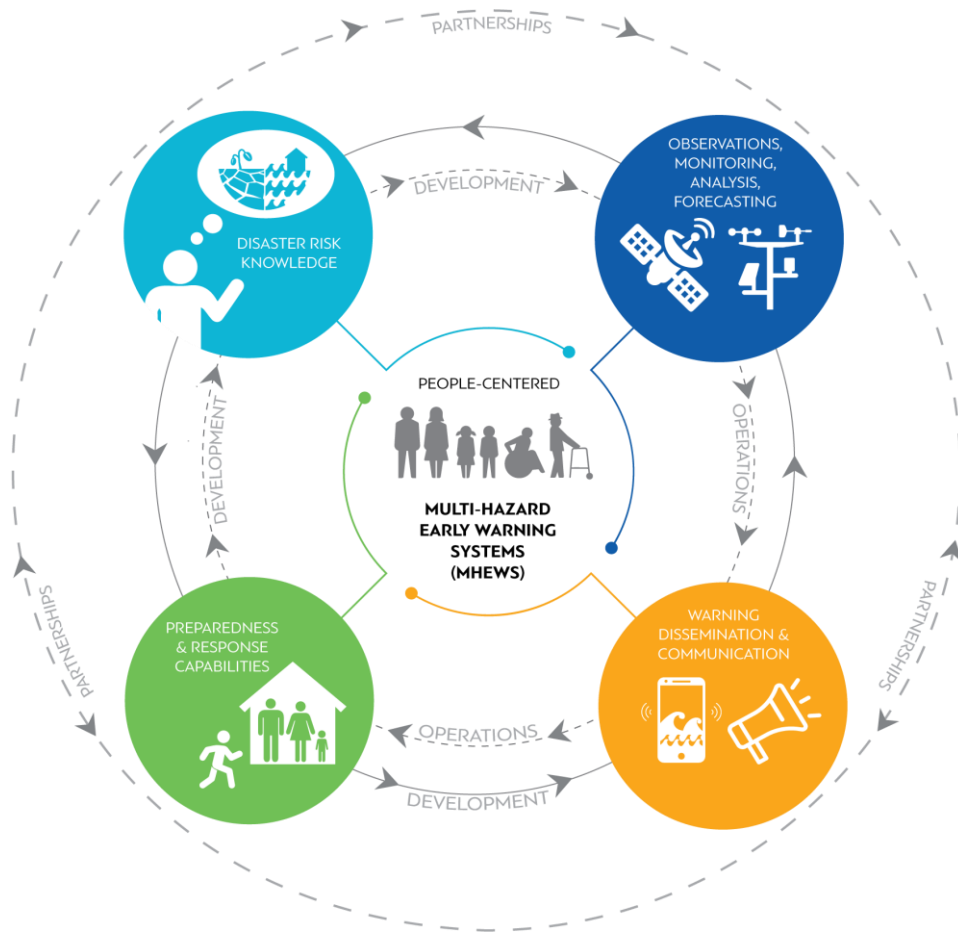 PARTNERSHIPS
DEVELOPMENT
DISASTER RISK
KNOWLEDGE
OBSERVATIONS,
MONITORING,
ANALYSIS,
FORECASTING
PEOPLE-CENTERED
MULTI-HAZARD
EARLY WARNING
SYSTEMS
(MHEWS)
DEVELOPMENT
OPERATIONS
PARTNERSHIPS
PARTNERSHIPS
PREPAREDNESS
& RESPONSE
CAPABILITIES
WARNING
DISSEMINATION &
COMMUNICATION
OPERATIONS
DEVELOPMENT